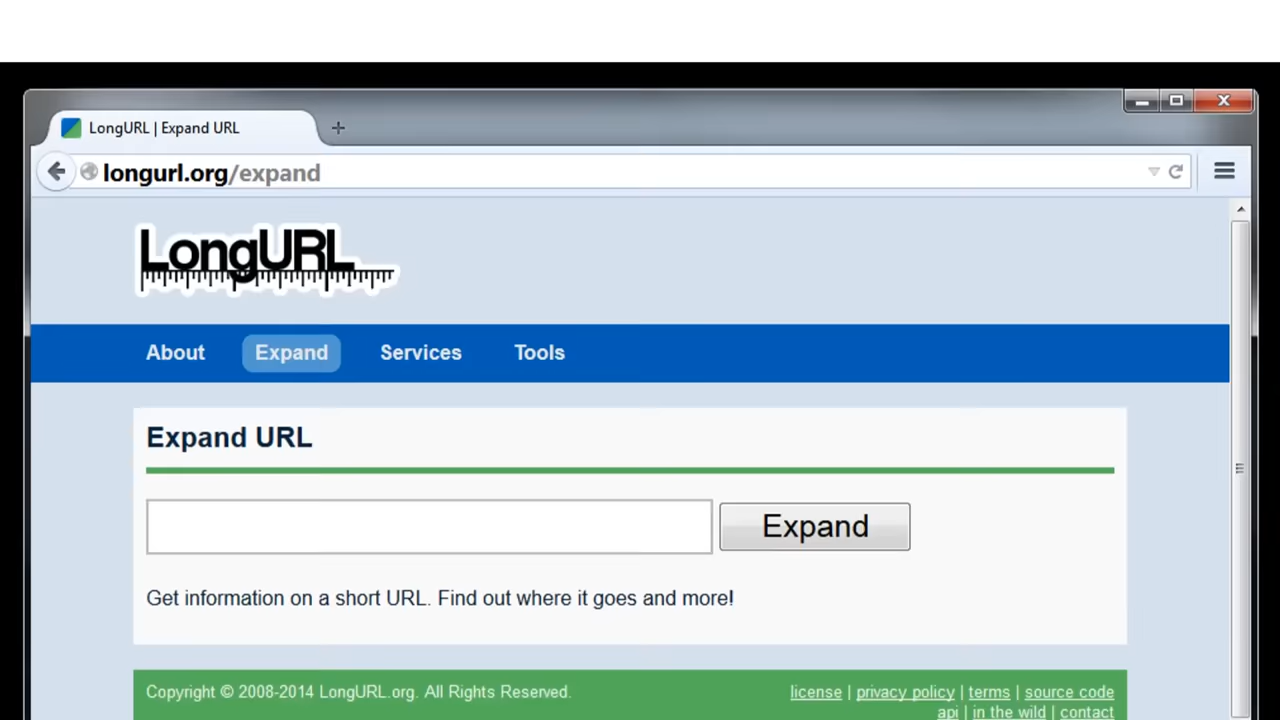 LongURL | Expand URL
longurl.org/expand
LongURL
About Expand Services Tools
Expand URL
Expand
Get information on a short URL. Find out where it goes and more!
Copyright © 2008-2014 LongURL.org. All Rights Reserved. license | privacy policy | terms | source code
api | in the wild | contact